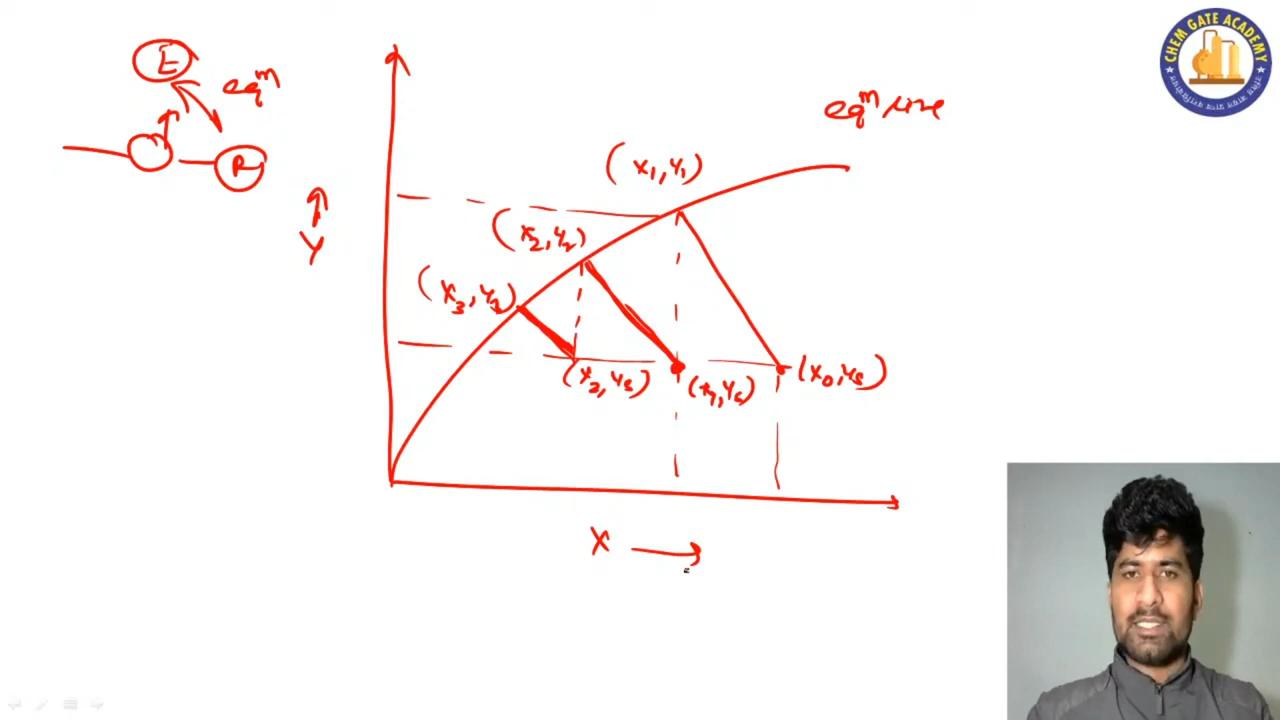 CHEM GATE ACADEMY
E
eqm
R
Y
eqm line
(x1, y1)
(x2, y2)
(x3, y3)
(x2, ys)
(x1, ys)
(x0, ys)
X